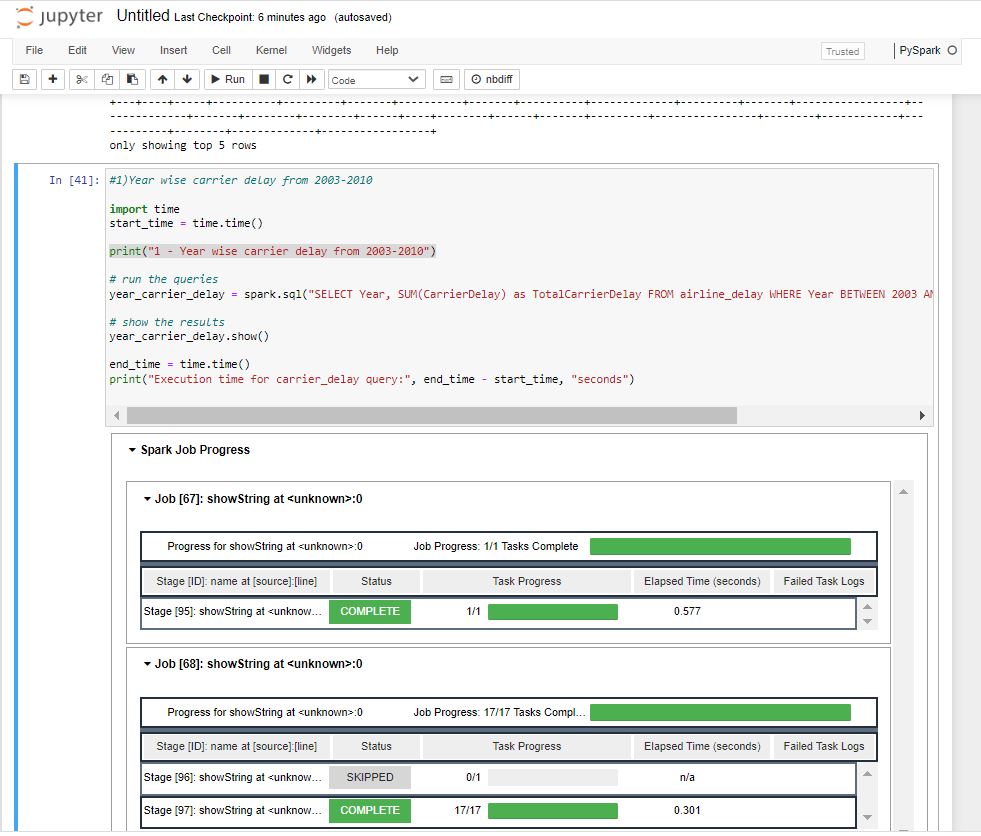 jupyter Untitled Last Checkpoint: 6 minutes ago (autosaved)
File Edit View Insert Cell Kernel Widgets Help Trusted PySpark
Run Code nbdiff
+---+----+-----+----------+-------+-------+-------+-----------------+---------+-------+-----------------+--
------------+-------+--------+------+----+--------+------+-------+---------+----------------+--------+------------+---
----------+--------+-------------+-----------------+
only showing top 5 rows
In [41]: #1)Year wise carrier delay from 2003-2010
import time
start_time = time.time()
print("1 - Year wise carrier delay from 2003-2010")
# run the queries
year_carrier_delay = spark.sql("SELECT Year, SUM(CarrierDelay) as TotalCarrierDelay FROM airline_delay WHERE Year BETWEEN 2003 AN
# show the results
year_carrier_delay.show()
end_time = time.time()
print("Execution time for carrier_delay query:", end_time - start_time, "seconds")
Spark Job Progress
Job [67]: showString at <unknown>:0
Progress for showString at <unknown>:0 Job Progress: 1/1 Tasks Complete
Stage [ID]: name at [source]:[line] Status Task Progress Elapsed Time (seconds) Failed Task Logs
Stage [95]: showString at <unknow... COMPLETE 1/1 0.577
Job [68]: showString at <unknown>:0
Progress for showString at <unknown>:0 Job Progress: 17/17 Tasks Compl...
Stage [ID]: name at [source]:[line] Status Task Progress Elapsed Time (seconds) Failed Task Logs
Stage [96]: showString at <unknow... SKIPPED 0/1 n/a
Stage [97]: showString at <unknow... COMPLETE 17/17 0.301